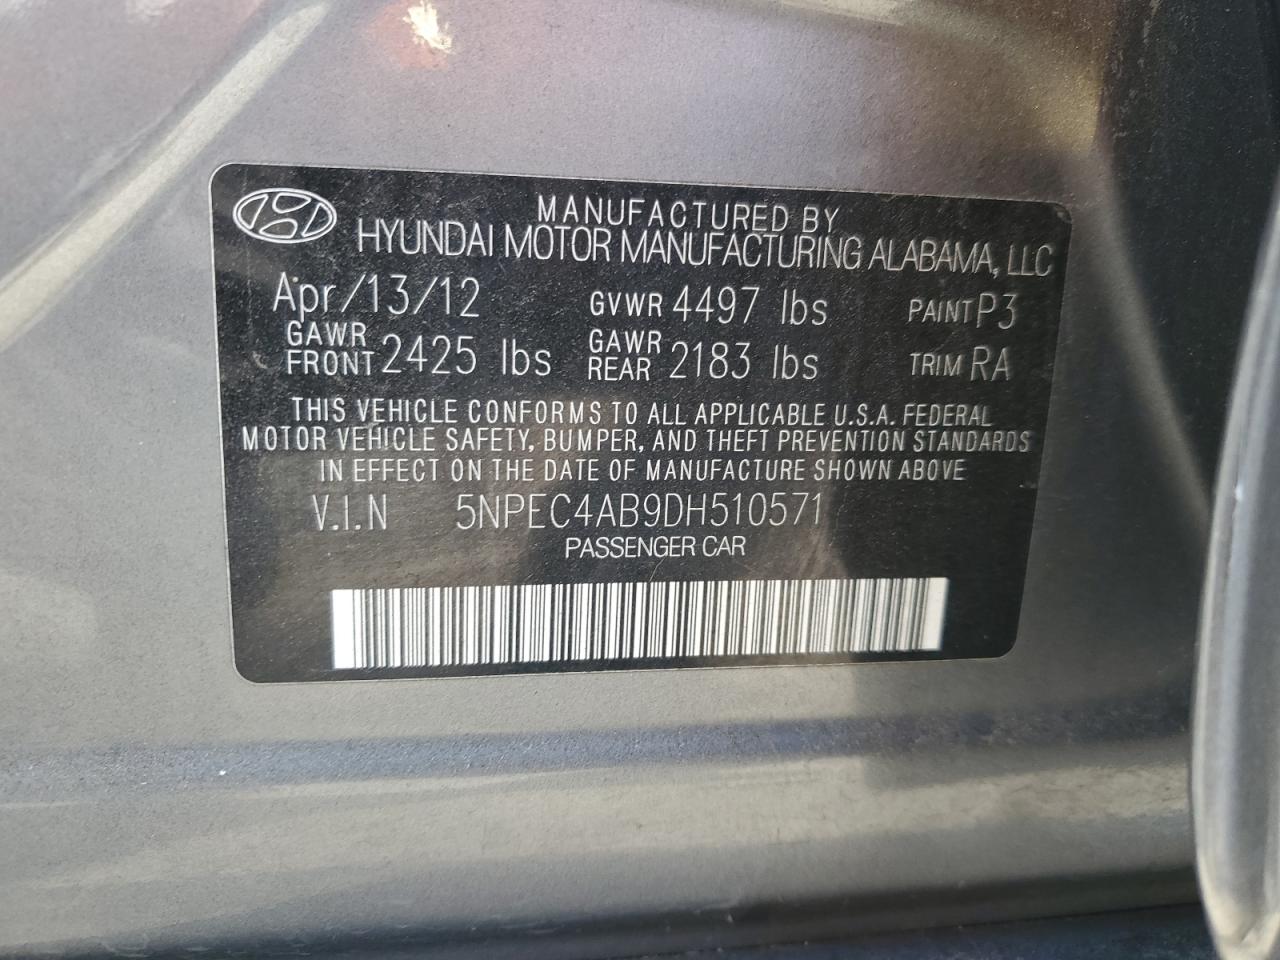 MANUFACTURED BY
HYUNDAI MOTOR MANUFACTURING ALABAMA, LLC
Apr/13/12 GVWR 4497 lbs PAINT P3
GAWR FRONT 2425 lbs GAWR REAR 2183 lbs TRIM RA
THIS VEHICLE CONFORMS TO ALL APPLICABLE U.S.A. FEDERAL
MOTOR VEHICLE SAFETY, BUMPER, AND THEFT PREVENTION STANDARDS
IN EFFECT ON THE DATE OF MANUFACTURE SHOWN ABOVE
V.I.N 5NPEC4AB9DH510571
PASSENGER CAR